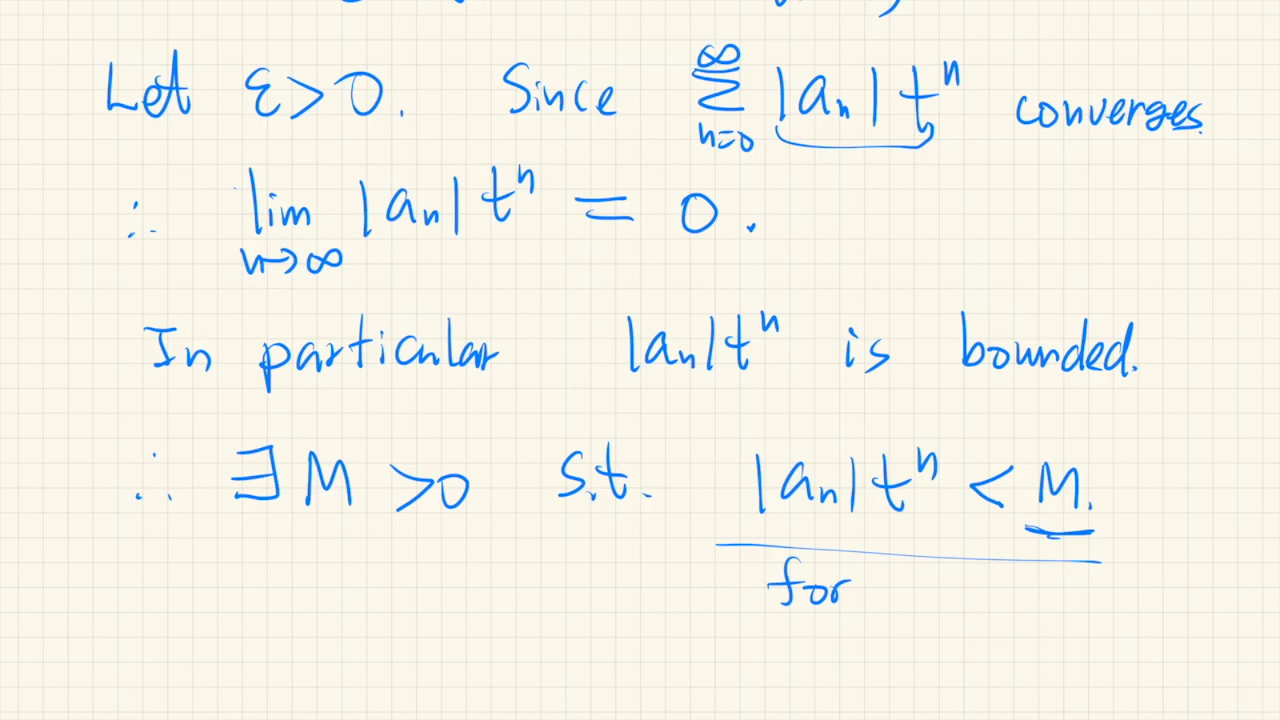 Let ε > 0. Since ∑_{n=0}^{∞} |a_n| t^n converges
∴ lim_{n→∞} |a_n| t^n = 0.
In particular |a_n| t^n is bounded.
∴ ∃ M > 0 s.t. |a_n| t^n < M.
for